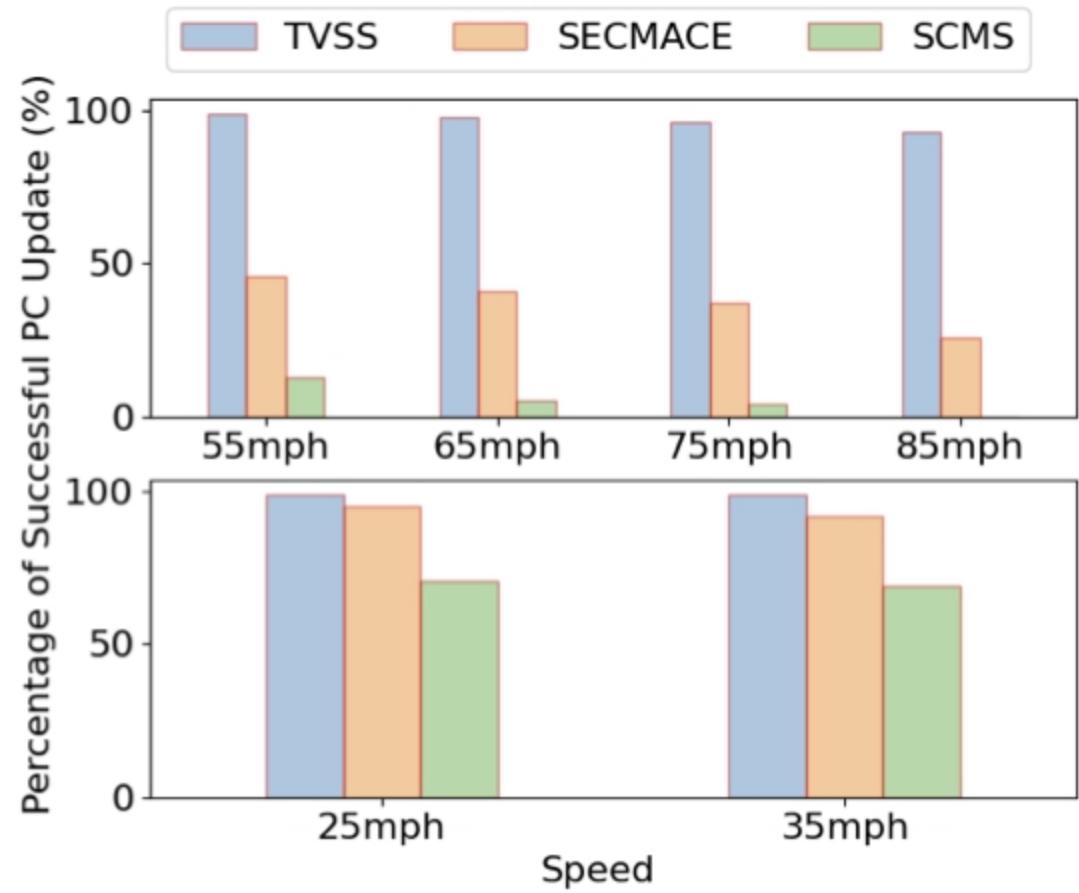 TVSS SECMACE SCMS
Percentage of Successful PC Update (%)
100
50
0
55mph 65mph 75mph 85mph
100
50
0
25mph 35mph
Speed